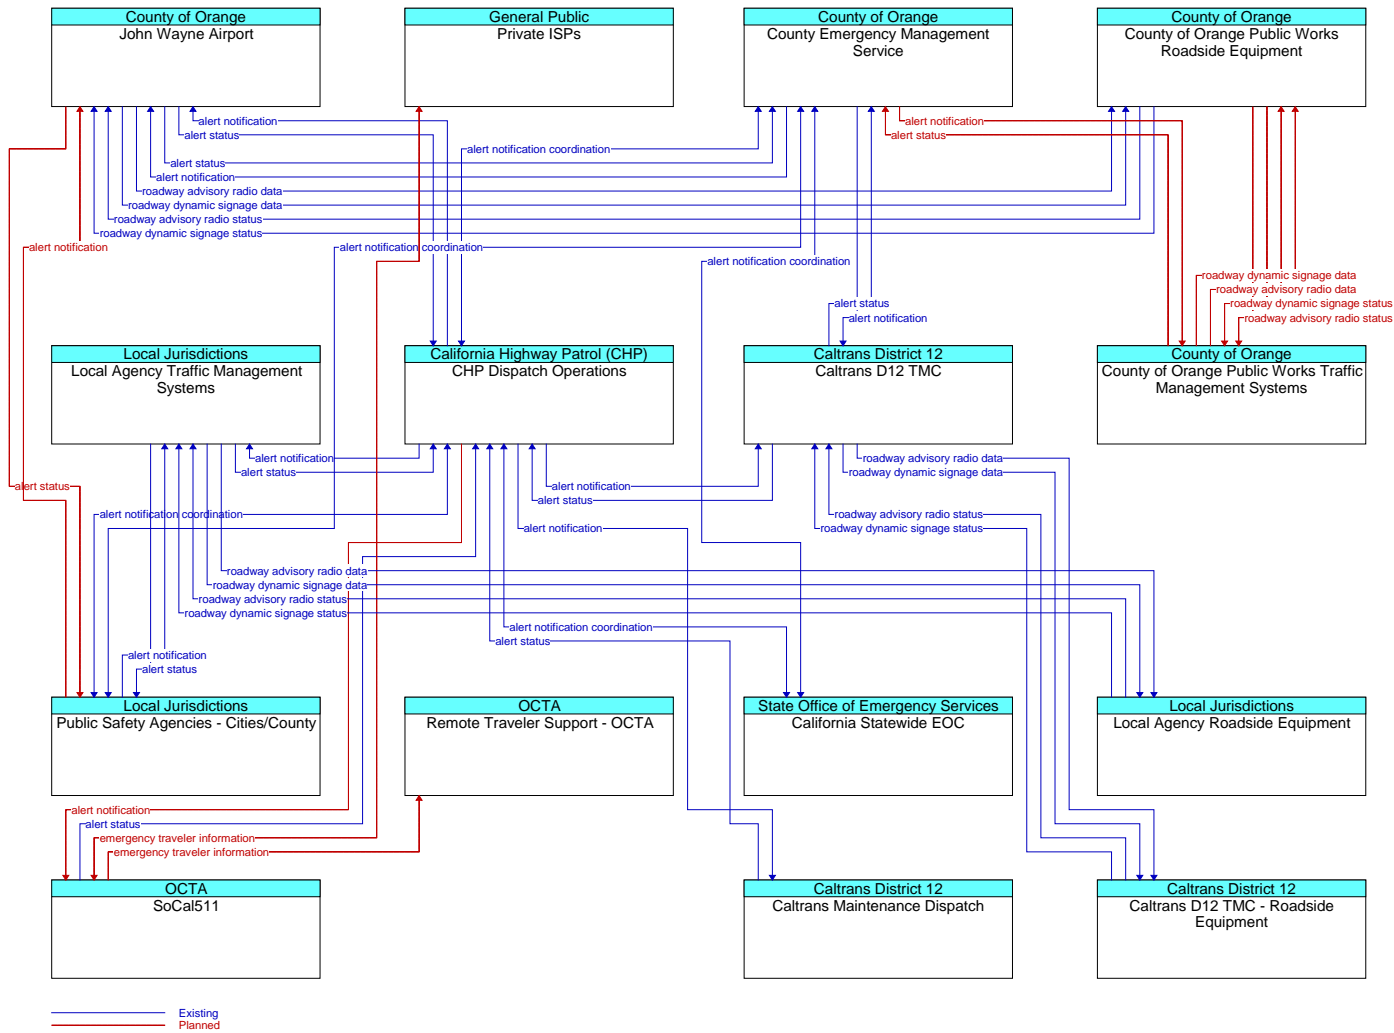 County of Orange
John Wayne Airport
General Public
Private ISPs
County of Orange
County Emergency Management
Service
County of Orange
County of Orange Public Works
Roadside Equipment
alert notification
alert status
alert notification coordination
alert status
alert notification
roadway advisory radio data
roadway dynamic signage data
roadway advisory radio status
roadway dynamic signage status
alert notification
alert status
alert notification
alert notification coordination
alert notification coordination
roadway dynamic signage data
roadway advisory radio data
roadway dynamic signage status
roadway advisory radio status
alert status
alert notification
Local Jurisdictions
Local Agency Traffic Management
Systems
California Highway Patrol (CHP)
CHP Dispatch Operations
Caltrans District 12
Caltrans D12 TMC
County of Orange
County of Orange Public Works Traffic
Management Systems
alert notification
alert status
roadway advisory radio data
roadway dynamic signage data
alert status
alert notification
alert status
alert notification coordination
alert notification
roadway advisory radio status
roadway dynamic signage status
roadway advisory radio data
roadway dynamic signage data
roadway advisory radio status
roadway dynamic signage status
alert notification coordination
alert status
alert notification
alert status
Local Jurisdictions
Public Safety Agencies - Cities/County
OCTA
Remote Traveler Support - OCTA
State Office of Emergency Services
California Statewide EOC
Local Jurisdictions
Local Agency Roadside Equipment
alert notification
alert status
emergency traveler information
emergency traveler information
OCTA
SoCal511
Caltrans District 12
Caltrans Maintenance Dispatch
Caltrans District 12
Caltrans D12 TMC - Roadside
Equipment
Existing
Planned